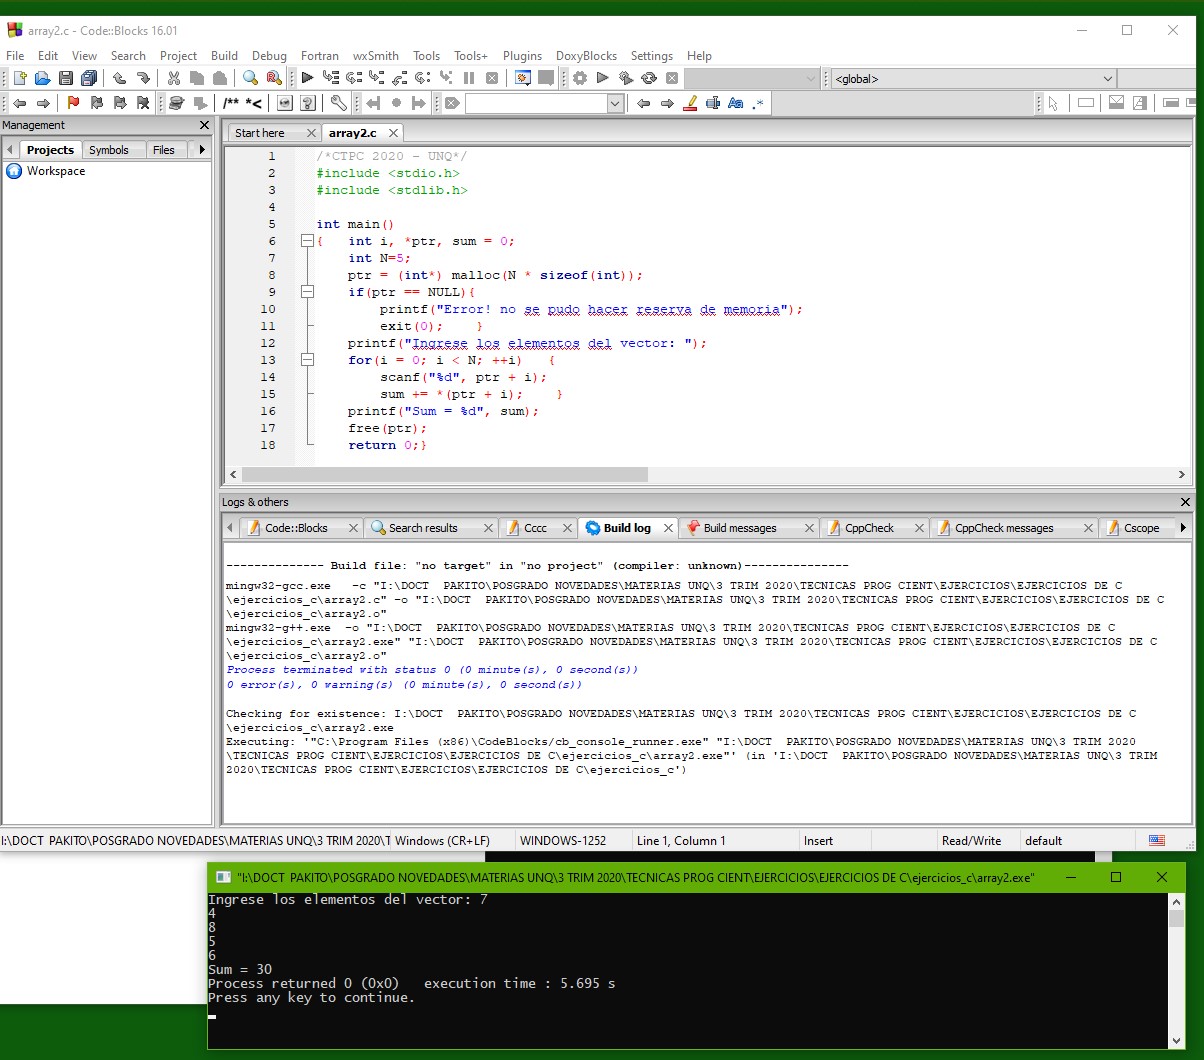 array2.c - Code::Blocks 16.01
File Edit View Search Project Build Debug Fortran wxSmith Tools Tools+ Plugins DoxyBlocks Settings Help
<global>
/** *<
Management
Projects Symbols Files
Workspace
Start here array2.c
1 /*CTPC 2020 - UNQ*/
2 #include <stdio.h>
3 #include <stdlib.h>
4
5 int main()
6 { int i, *ptr, sum = 0;
7 int N=5;
8 ptr = (int*) malloc(N * sizeof(int));
9 if(ptr == NULL){
10 printf("Error! no se pudo hacer reserva de memoria");
11 exit(0); }
12 printf("Ingrese los elementos del vector: ");
13 for(i = 0; i < N; ++i) {
14 scanf("%d", ptr + i);
15 sum += *(ptr + i); }
16 printf("Sum = %d", sum);
17 free(ptr);
18 return 0;}
Logs & others
Code::Blocks Search results Cccc Build log Build messages CppCheck CppCheck messages Cscope
-------------- Build file: "no target" in "no project" (compiler: unknown)---------------
mingw32-gcc.exe -c "I:\DOCT PAKITO\POSGRADO NOVEDADES\MATERIAS UNQ\3 TRIM 2020\TECNICAS PROG CIENT\EJERCICIOS\EJERCICIOS DE C
\ejercicios_c\array2.c" -o "I:\DOCT PAKITO\POSGRADO NOVEDADES\MATERIAS UNQ\3 TRIM 2020\TECNICAS PROG CIENT\EJERCICIOS\EJERCICIOS DE C
\ejercicios_c\array2.o"
mingw32-g++.exe -o "I:\DOCT PAKITO\POSGRADO NOVEDADES\MATERIAS UNQ\3 TRIM 2020\TECNICAS PROG CIENT\EJERCICIOS\EJERCICIOS DE C
\ejercicios_c\array2.exe" "I:\DOCT PAKITO\POSGRADO NOVEDADES\MATERIAS UNQ\3 TRIM 2020\TECNICAS PROG CIENT\EJERCICIOS\EJERCICIOS DE C
\ejercicios_c\array2.o"
Process terminated with status 0 (0 minute(s), 0 second(s))
0 error(s), 0 warning(s) (0 minute(s), 0 second(s))
Checking for existence: I:\DOCT PAKITO\POSGRADO NOVEDADES\MATERIAS UNQ\3 TRIM 2020\TECNICAS PROG CIENT\EJERCICIOS\EJERCICIOS DE C
\ejercicios_c\array2.exe
Executing: '"C:\Program Files (x86)\CodeBlocks/cb_console_runner.exe" "I:\DOCT PAKITO\POSGRADO NOVEDADES\MATERIAS UNQ\3 TRIM 2020
\TECNICAS PROG CIENT\EJERCICIOS\EJERCICIOS DE C\ejercicios_c\array2.exe"' (in 'I:\DOCT PAKITO\POSGRADO NOVEDADES\MATERIAS UNQ\3 TRIM
2020\TECNICAS PROG CIENT\EJERCICIOS\EJERCICIOS DE C\ejercicios_c')
I:\DOCT PAKITO\POSGRADO NOVEDADES\MATERIAS UNQ\3 TRIM 2020\T Windows (CR+LF) WINDOWS-1252 Line 1, Column 1 Insert Read/Write default
"I:\DOCT PAKITO\POSGRADO NOVEDADES\MATERIAS UNQ\3 TRIM 2020\TECNICAS PROG CIENT\EJERCICIOS\EJERCICIOS DE C\ejercicios_c\array2.exe"
Ingrese los elementos del vector: 7
4
8
5
6
Sum = 30
Process returned 0 (0x0) execution time : 5.695 s
Press any key to continue.